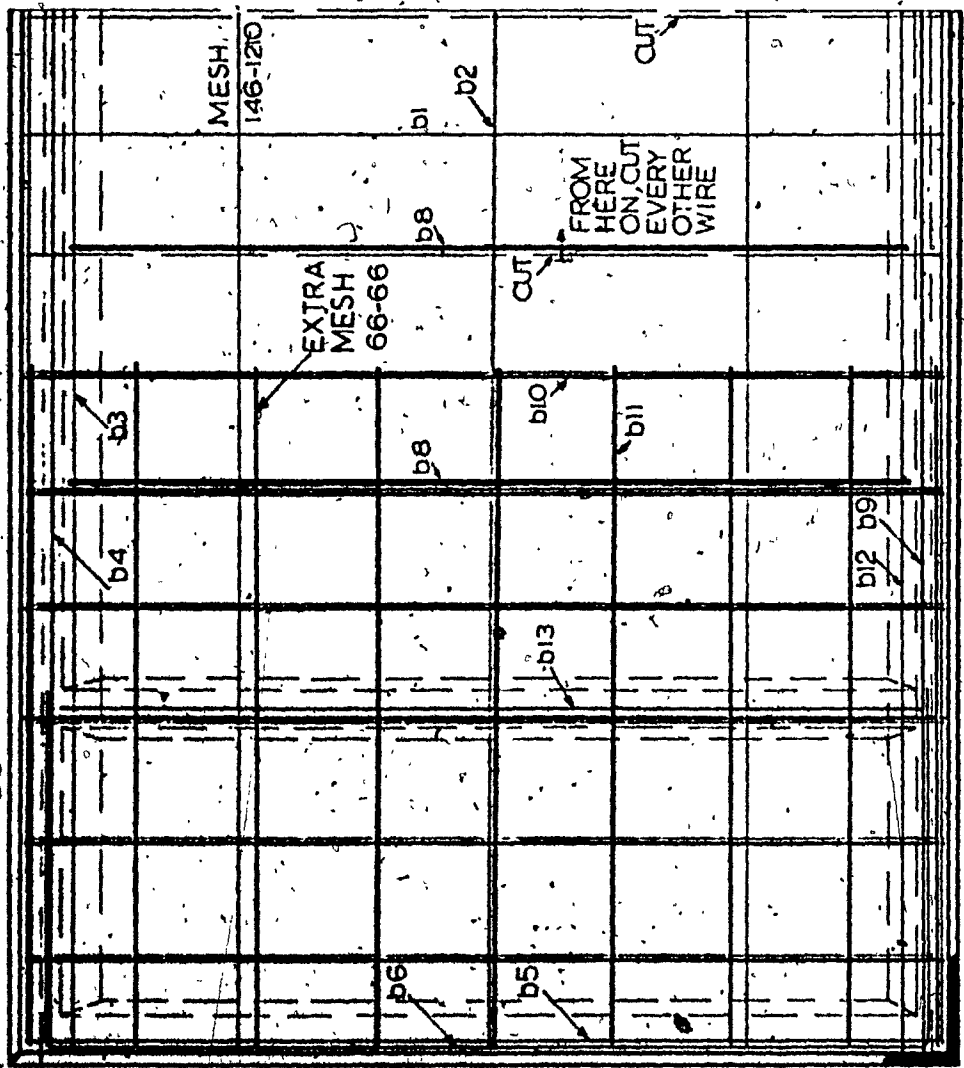 MESH
146-1210
CUT
b2
b1
FROM
HERE
ON, CUT
EVERY
OTHER
WIRE
b8
CUT
EXTRA
MESH
66-66
b3
b10
b11
b8
b4
b9
b12
b13
b6
b5